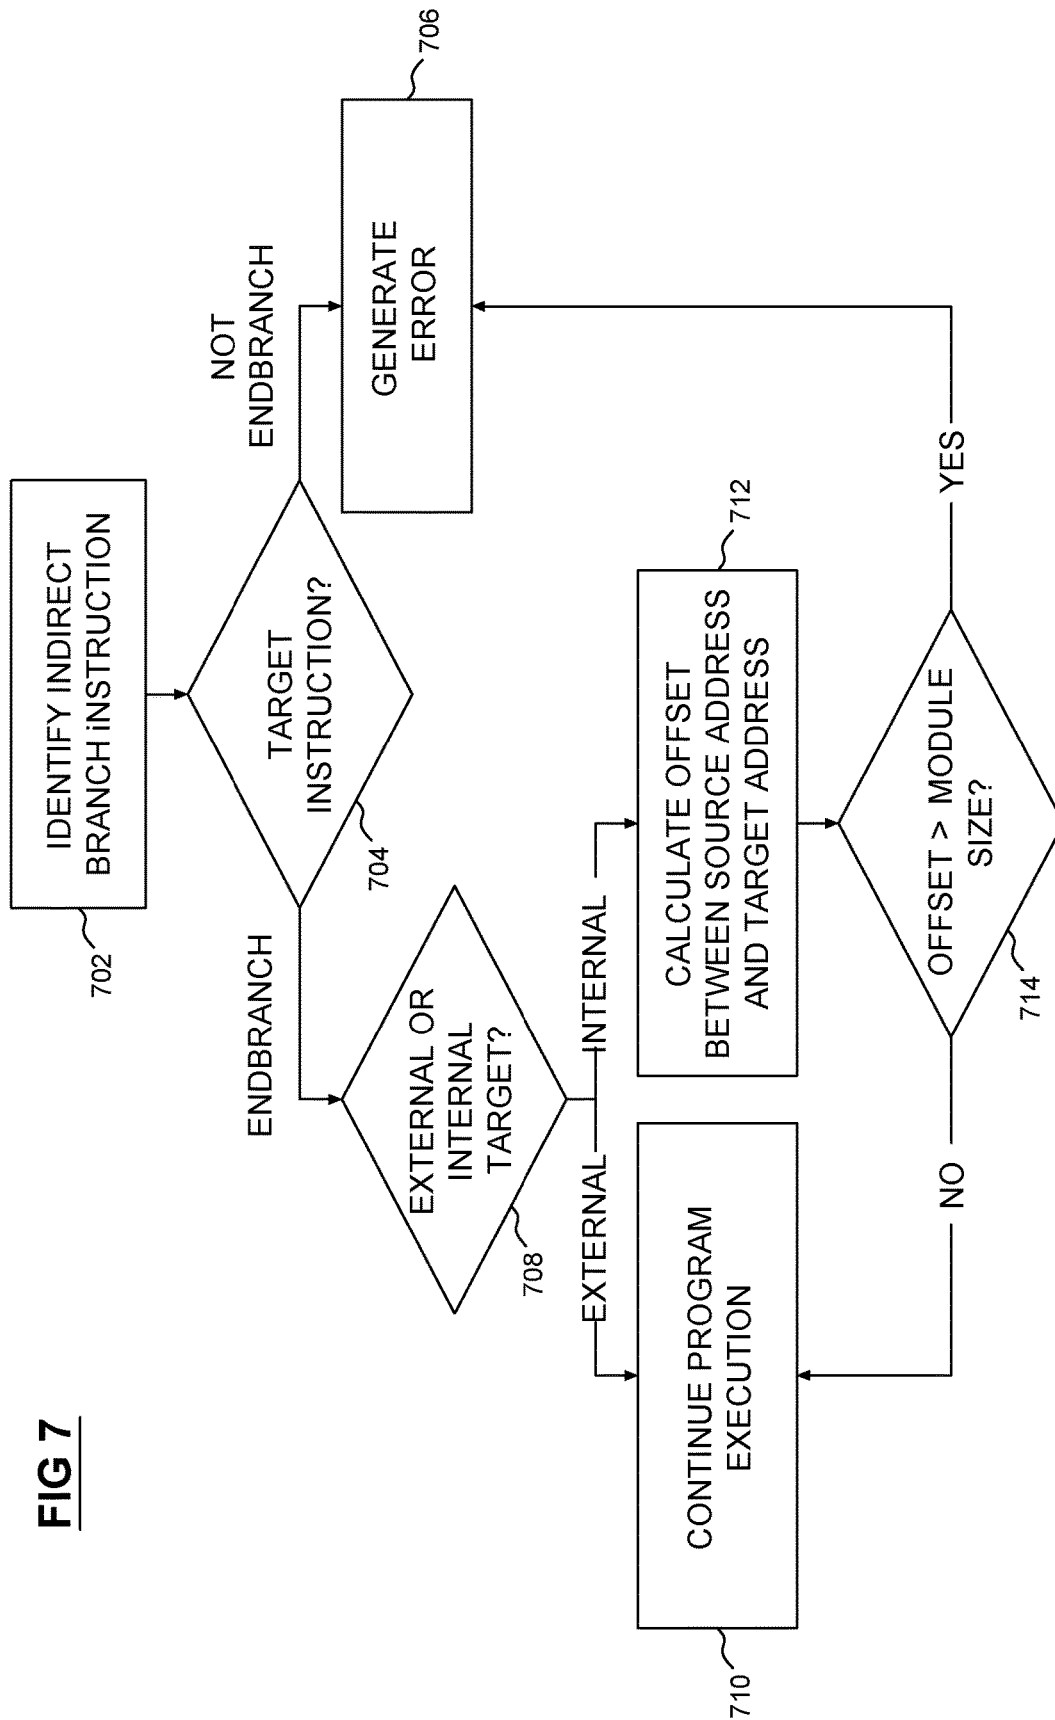 FIG 7
IDENTIFY INDIRECT
BRANCH iNSTRUCTION
702
TARGET
INSTRUCTION?
704
NOT
ENDBRANCH
ENDBRANCH
GENERATE
ERROR
706
EXTERNAL OR
INTERNAL
TARGET?
708
EXTERNAL
INTERNAL
CONTINUE PROGRAM
EXECUTION
710
CALCULATE OFFSET
BETWEEN SOURCE ADDRESS
AND TARGET ADDRESS
712
OFFSET > MODULE
SIZE?
714
NO
YES